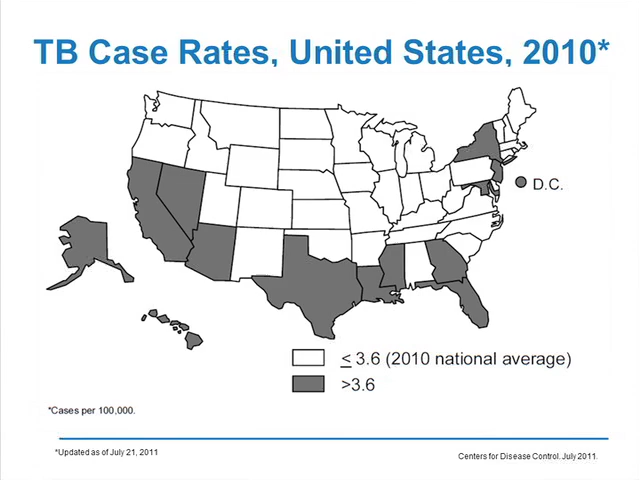 TB Case Rates, United States, 2010*
D.C.
≤ 3.6 (2010 national average)
>3.6
*Cases per 100,000.
*Updated as of July 21, 2011
Centers for Disease Control. July 2011.